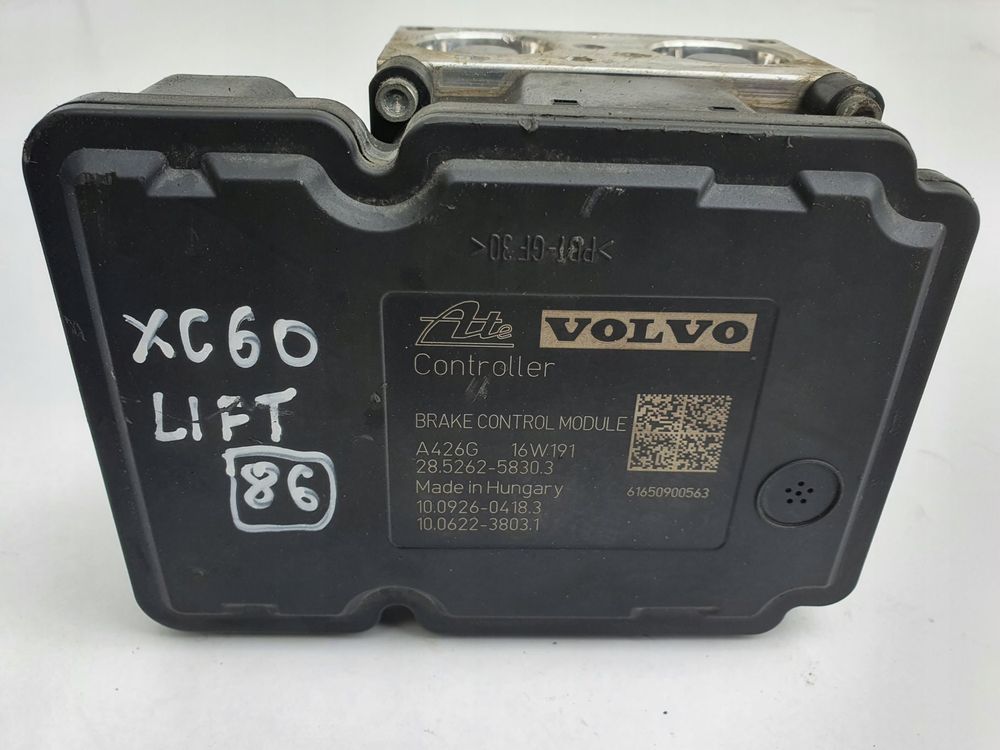 >PBT-GF30<
XC60
LIFT
86
Ate VOLVO
Controller
BRAKE CONTROL MODULE
A426G 16W191
28.5262-5830.3
Made in Hungary
10.0926-0418.3
10.0622-3803.1
61650900563